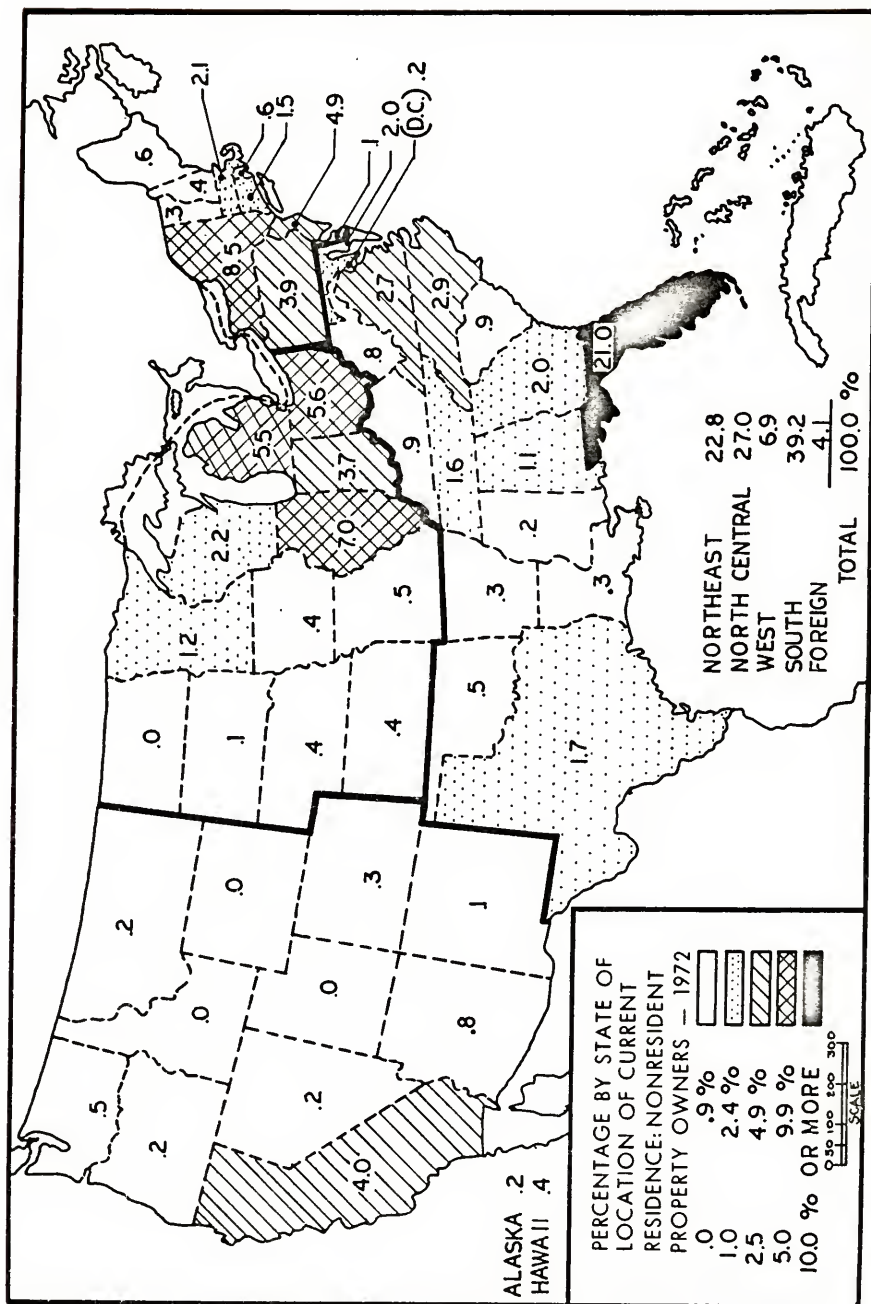 .5
.2
.0
.2
.0
.1
.4
.4
1.2
2.2
.4
.5
5.5
5.6
3.7
7.0
.2
.0
.3
.8
.1
4.0
.5
1.7
.3
.3
.9
1.6
.2
1.1
2.0
21.0
.9
2.9
2.7
.8
3.9
8.5
.3
.4
.6
2.1
.6
1.5
4.9
.1
2.0
(D.C.) .2
ALASKA .2
HAWAII .4
PERCENTAGE BY STATE OF
LOCATION OF CURRENT
RESIDENCE: NONRESIDENT
PROPERTY OWNERS – 1972
.0 .9 %
1.0 2.4 %
2.5 4.9 %
5.0 9.9 %
10.0 % OR MORE
0 50 100 200 300
SCALE
NORTHEAST 22.8
NORTH CENTRAL 27.0
WEST 6.9
SOUTH 39.2
FOREIGN 4.1
TOTAL 100.0 %